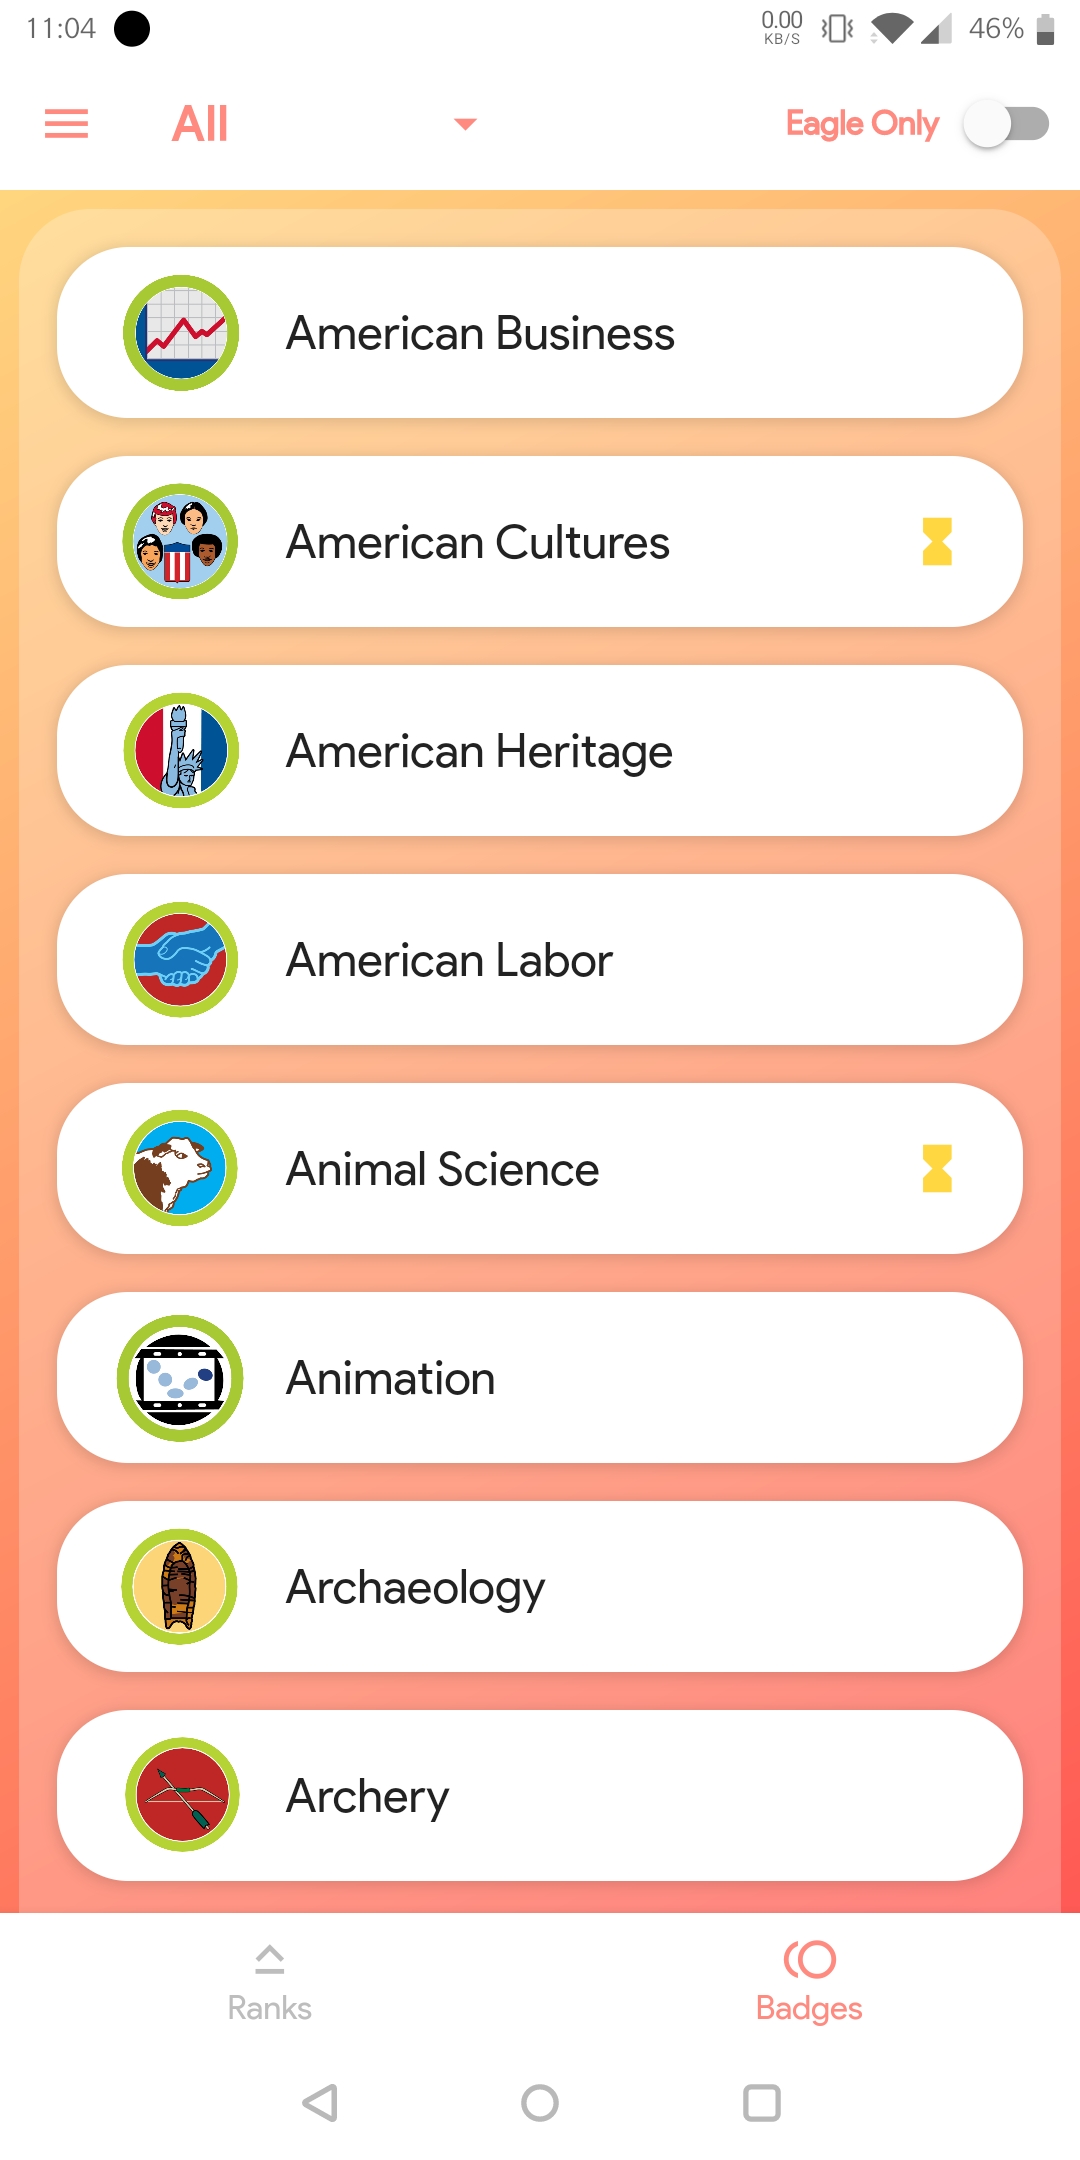 11:04
0.00
KB/S
46%
All
Eagle Only
American Business
American Cultures
American Heritage
American Labor
Animal Science
Animation
Archaeology
Archery
Ranks
Badges